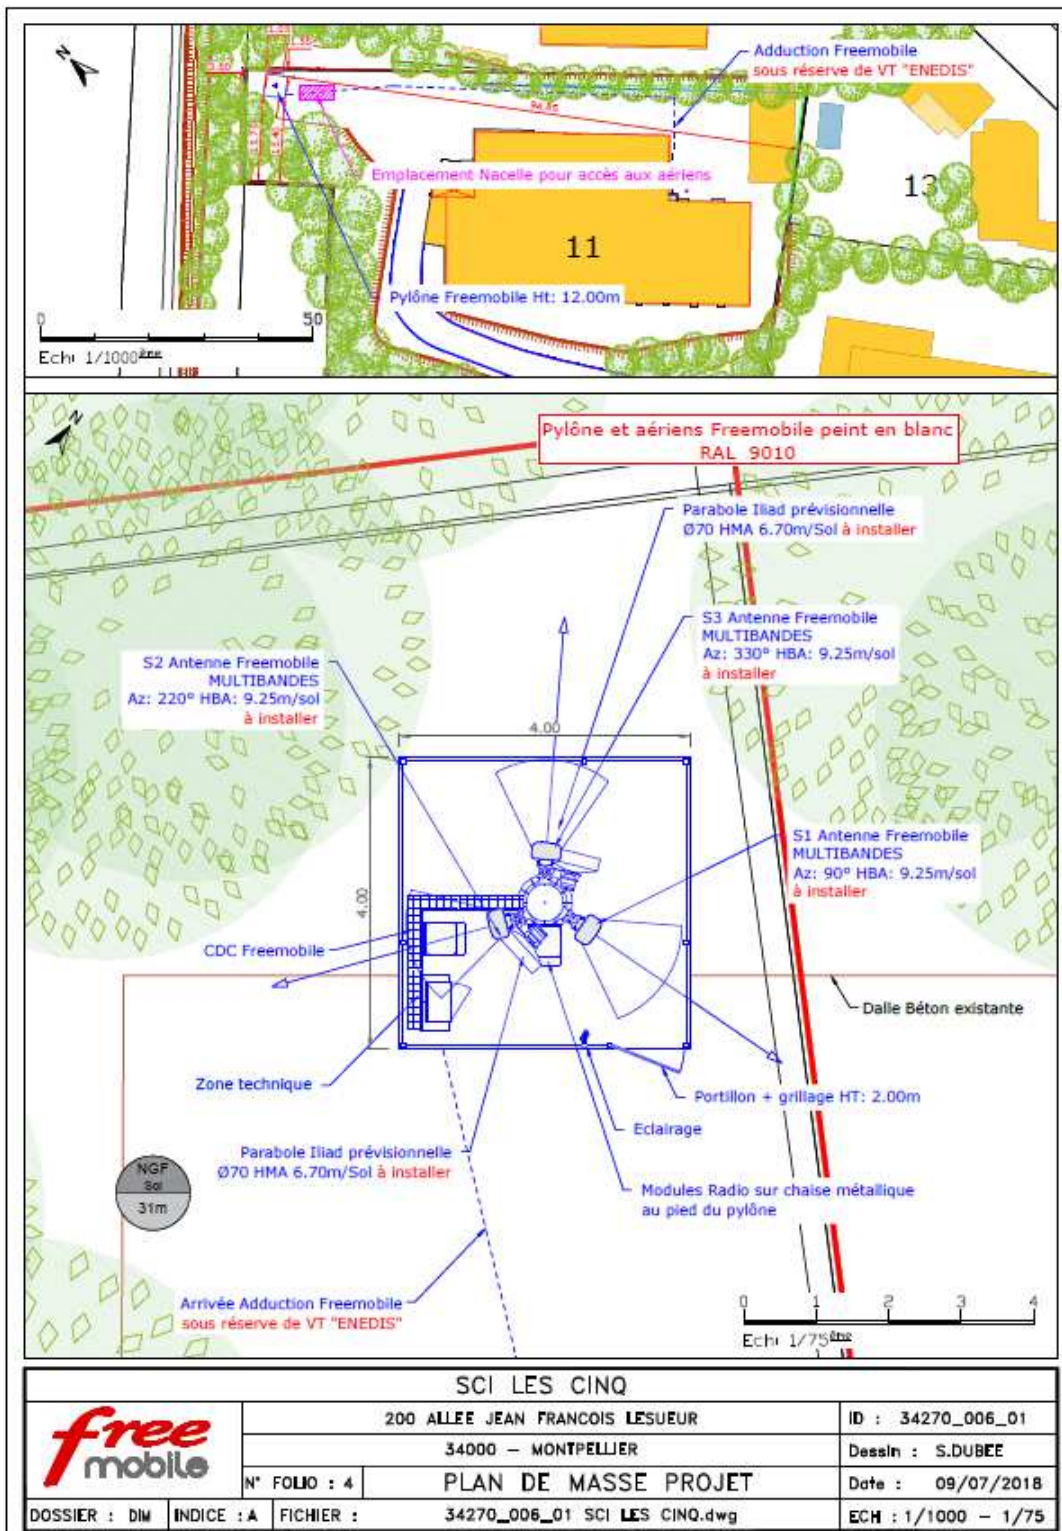 N
Adduction Freemobile
sous réserve de VT "ENEDIS"
94.85
Emplacement Nacelle pour accès aux aériens
13
11
Pylône Freemobile Ht: 12.00m
0 50
Ech: 1/1000ème
N
Pylône et aériens Freemobile peint en blanc
RAL 9010
Parabole Iliad prévisionnelle
Ø70 HMA 6.70m/Sol à installer
S3 Antenne Freemobile
MULTIBANDES
Az: 330° HBA: 9.25m/sol
à installer
S2 Antenne Freemobile
MULTIBANDES
Az: 220° HBA: 9.25m/sol
à installer
4.00
S1 Antenne Freemobile
MULTIBANDES
Az: 90° HBA: 9.25m/sol
à installer
4.00
CDC Freemobile
Dalle Béton existante
Zone technique
Portillon + grillage HT: 2.00m
Eclairage
Parabole Iliad prévisionnelle
Ø70 HMA 6.70m/Sol à installer
NGF
Sol
31m
Modules Radio sur chaise métallique
au pied du pylône
Arrivée Adduction Freemobile
sous réserve de VT "ENEDIS"
0 1 2 3 4
Ech: 1/75ème
SCI LES CINQ
free
mobile
200 ALLEE JEAN FRANCOIS LESUEUR
ID : 34270_006_01
34000 - MONTPELLIER
Dessin : S.DUBEE
N° FOLIO : 4
PLAN DE MASSE PROJET
Date : 09/07/2018
DOSSIER : DIM
INDICE : A
FICHIER : 34270_006_01 SCI LES CINQ.dwg
ECH : 1/1000 - 1/75